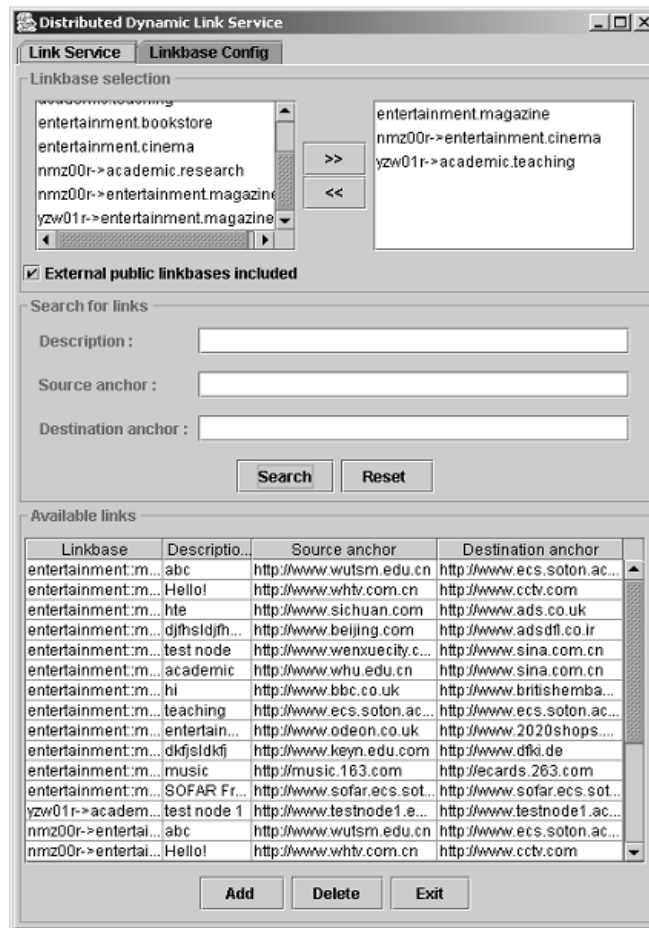 Distributed Dynamic Link Service
Link Service Linkbase Config
Linkbase selection
academic.teaching
entertainment.bookstore
entertainment.cinema
nmz00r->academic.research
nmz00r->entertainment.magazine
yzw01r->entertainment.magazine
>>
<<
entertainment.magazine
nmz00r->entertainment.cinema
yzw01r->academic.teaching
External public linkbases included
Search for links
Description :
Source anchor :
Destination anchor :
Search Reset
Available links
Linkbase Descriptio... Source anchor Destination anchor
entertainment::m... abc http://www.wutsm.edu.cn http://www.ecs.soton.ac...
entertainment::m... Hello! http://www.whtv.com.cn http://www.cctv.com
entertainment::m... hte http://www.sichuan.com http://www.ads.co.uk
entertainment::m... djfhsldjfh... http://www.beijing.com http://www.adsdfl.co.ir
entertainment::m... test node http://www.wenxuecity.c... http://www.sina.com.cn
entertainment::m... academic http://www.whu.edu.cn http://www.sina.com.cn
entertainment::m... hi http://www.bbc.co.uk http://www.britishemba...
entertainment::m... teaching http://www.ecs.soton.ac... http://www.ecs.soton.ac...
entertainment::m... entertain... http://www.odeon.co.uk http://www.2020shops....
entertainment::m... dkfjsldkfj http://www.keyn.edu.com http://www.dfki.de
entertainment::m... music http://music.163.com http://ecards.263.com
entertainment::m... SOFAR Fr... http://www.sofar.ecs.sot... http://www.sofar.ecs.sot...
yzw01r->academ... test node 1 http://www.testnode1.e... http://www.testnode1.ac...
nmz00r->entertai... abc http://www.wutsm.edu.cn http://www.ecs.soton.ac...
nmz00r->entertai... Hello! http://www.whtv.com.cn http://www.cctv.com
Add Delete Exit